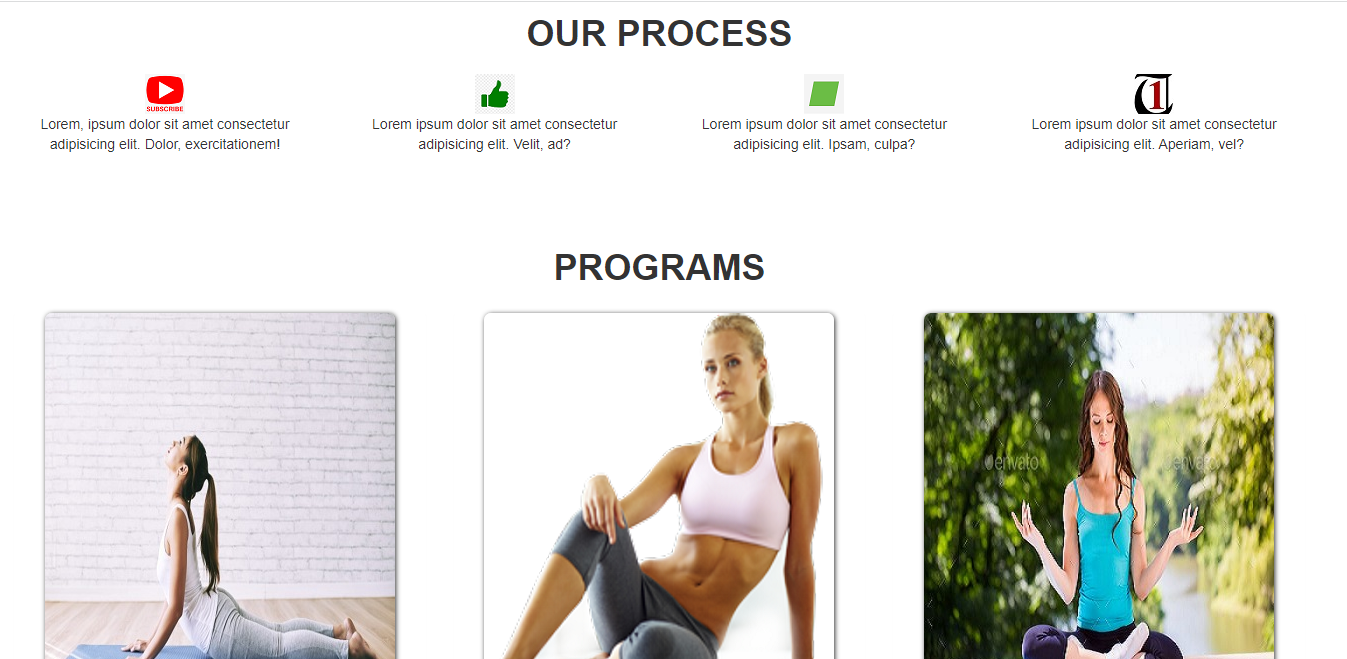 OUR PROCESS
SUBSCRIBE
1
Lorem, ipsum dolor sit amet consectetur
adipisicing elit. Dolor, exercitationem!
Lorem ipsum dolor sit amet consectetur
adipisicing elit. Velit, ad?
Lorem ipsum dolor sit amet consectetur
adipisicing elit. Ipsam, culpa?
Lorem ipsum dolor sit amet consectetur
adipisicing elit. Aperiam, vel?
PROGRAMS
envato
envato